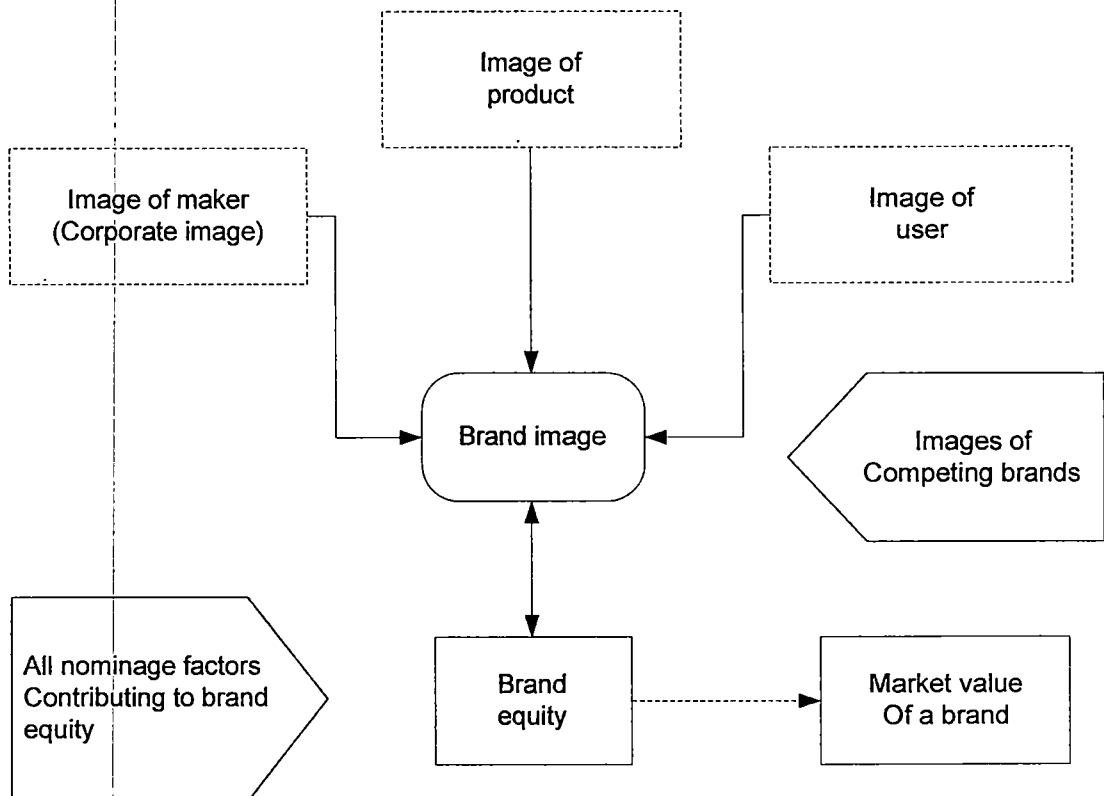 Image of
product
Image of maker
(Corporate image)
Image of
user
Brand image
Images of
Competing brands
All nominage factors
Contributing to brand
equity
Brand
equity
Market value
Of a brand